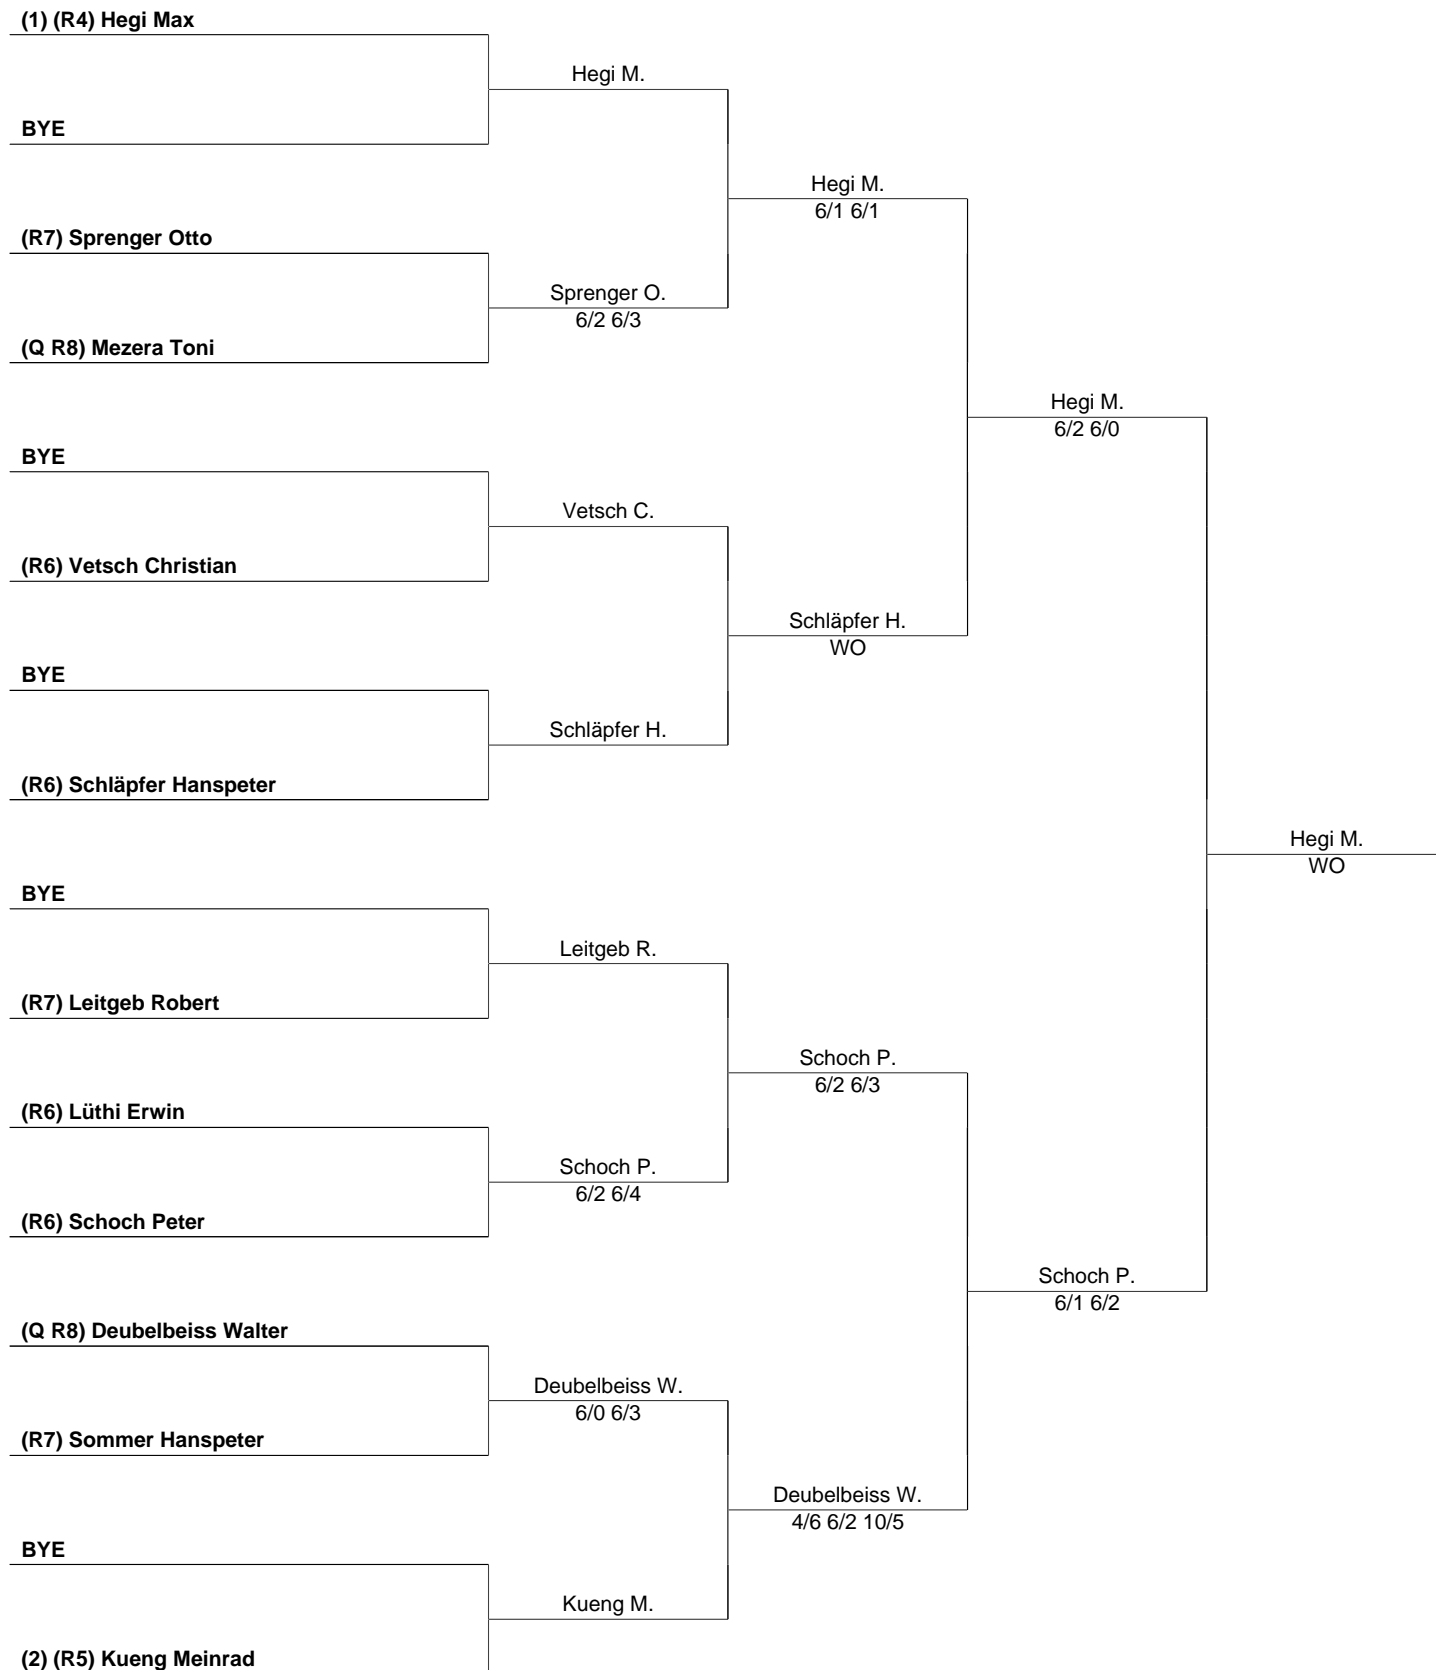 (1) (R4) Hegi Max
Hegi M.
BYE
Hegi M.
6/1 6/1
(R7) Sprenger Otto
Sprenger O.
6/2 6/3
(Q R8) Mezera Toni
Hegi M.
6/2 6/0
BYE
Vetsch C.
(R6) Vetsch Christian
Schläpfer H.
WO
BYE
Schläpfer H.
(R6) Schläpfer Hanspeter
Hegi M.
WO
BYE
Leitgeb R.
(R7) Leitgeb Robert
Schoch P.
6/2 6/3
(R6) Lüthi Erwin
Schoch P.
6/2 6/4
(R6) Schoch Peter
Schoch P.
6/1 6/2
(Q R8) Deubelbeiss Walter
Deubelbeiss W.
6/0 6/3
(R7) Sommer Hanspeter
Deubelbeiss W.
4/6 6/2 10/5
BYE
Kueng M.
(2) (R5) Kueng Meinrad